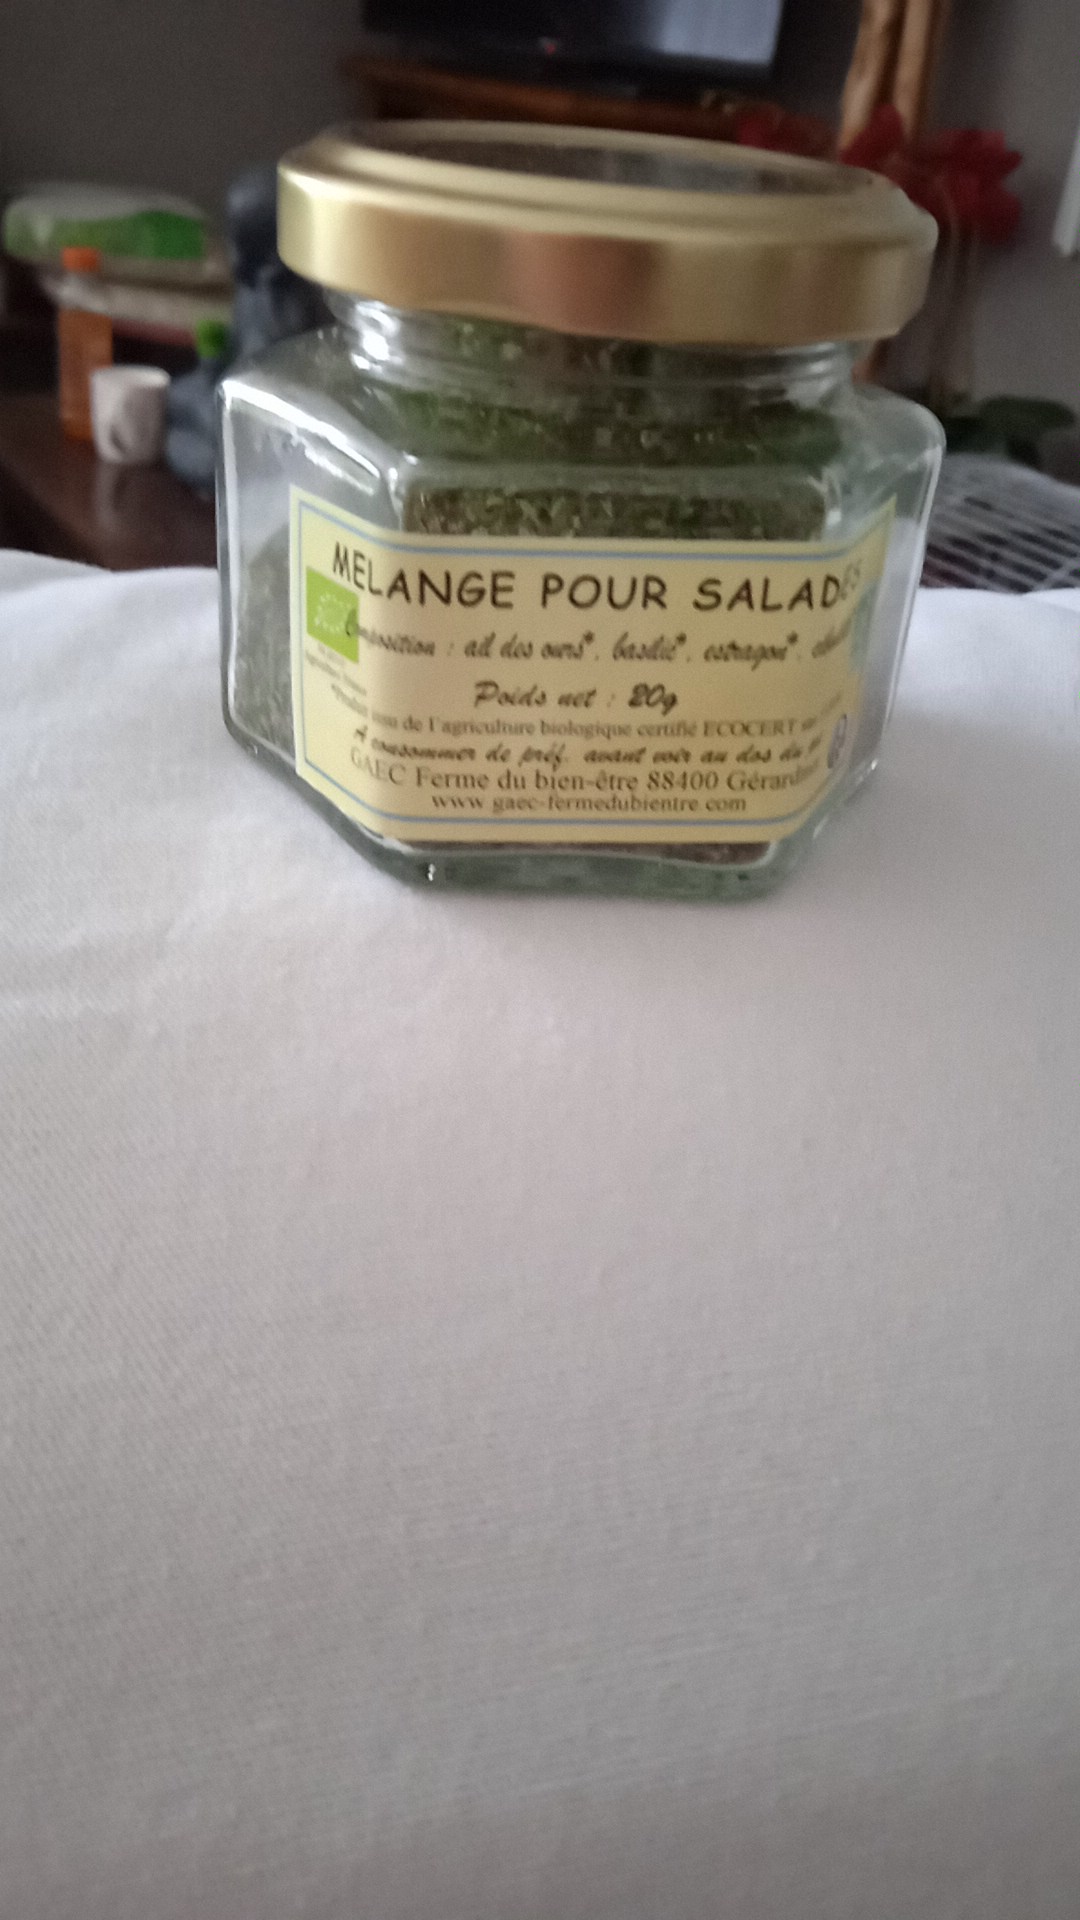 MELANGE POUR SALADES
Composition : ail des ours*, basilic*, estragon*,
Poids net : 20g
de l'agriculture biologique certifié ECOCERT
A consommer de préf. avant voir au dos du
GAEC Ferme du bien-être 88400 Gérardmer
www gaec-fermedubientre com